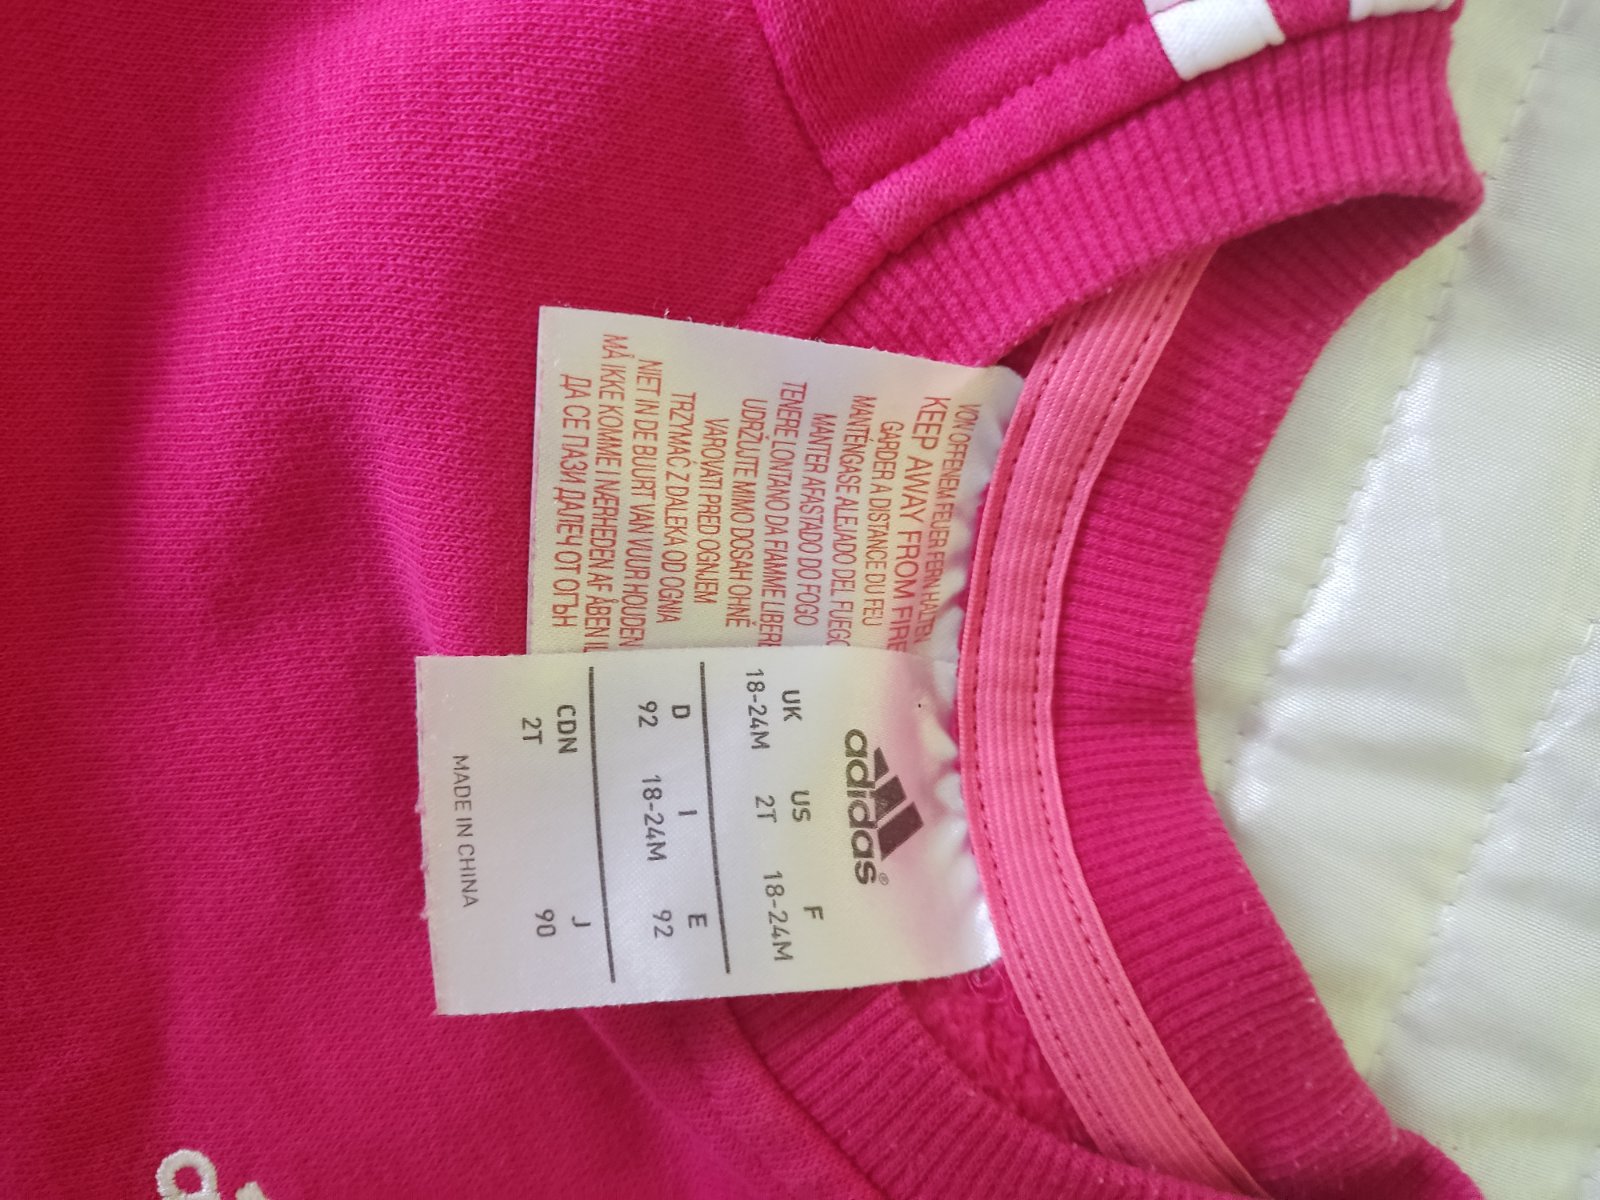 adidas®
UK US F
18-24M 2T 18-24M
D I E
92 18-24M 92
CDN J
2T 90
MADE IN CHINA
VON OFFENEM FEUER FERN HALTEN
KEEP AWAY FROM FIRE
GARDER A DISTANCE DU FEU
MANTÉNGASE ALEJADO DEL FUEGO
MANTER AFASTADO DO FOGO
TENERE LONTANO DA FIAMME LIBERE
UDRŽUJTE MIMO DOSAH OHNĚ
VAROVATI PRED OGNJEM
TRZYMAĆ Z DALEKA OD OGNIA
NIET IN DE BUURT VAN VUUR HOUDEN
MÅ IKKE KOMME I NÆRHEDEN AF ÅBEN
ДА СЕ ПАЗИ ДАЛЕЧ ОТ ОГЪН